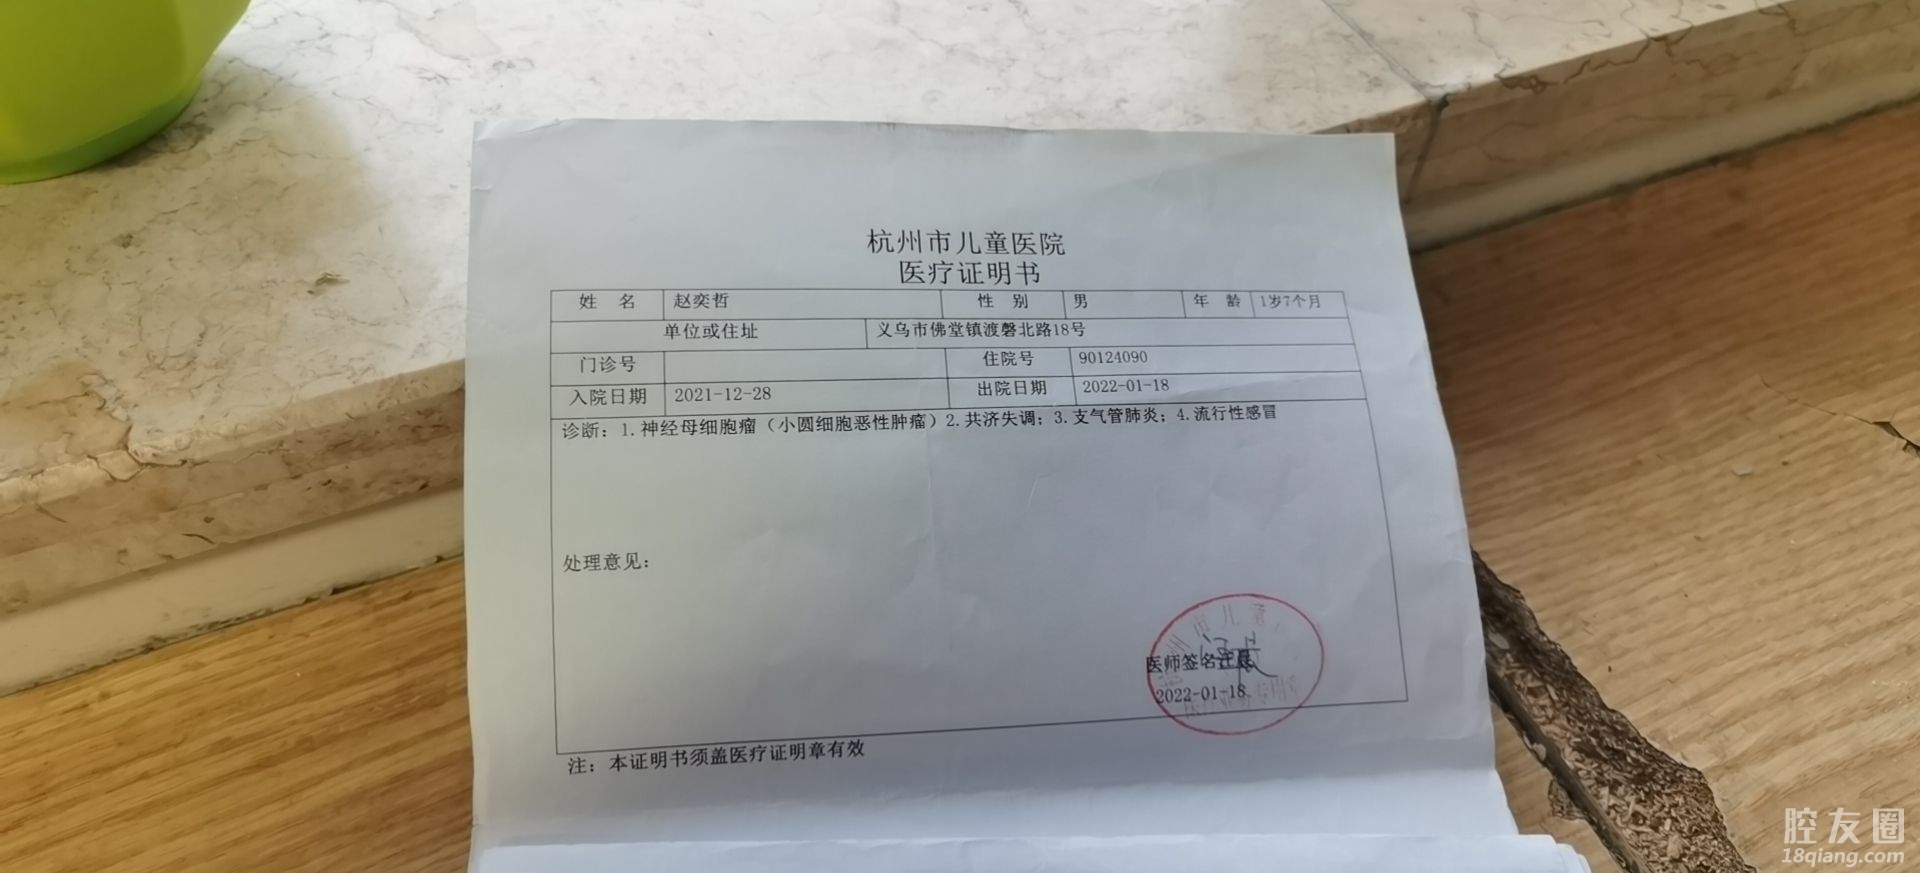 杭州市儿童医院
医疗证明书
姓 名 赵奕哲 性 别 男 年 龄 1岁7个月
单位或住址 义乌市佛堂镇渡磬北路18号
门诊号 住院号 90124090
入院日期 2021-12-28 出院日期 2022-01-18
诊断：1.神经母细胞瘤（小圆细胞恶性肿瘤）2.共济失调；3.支气管肺炎；4.流行性感冒
处理意见：
医师签名
2022-01-18
注：本证明书须盖医疗证明章有效
腔友圈
18qiang.com